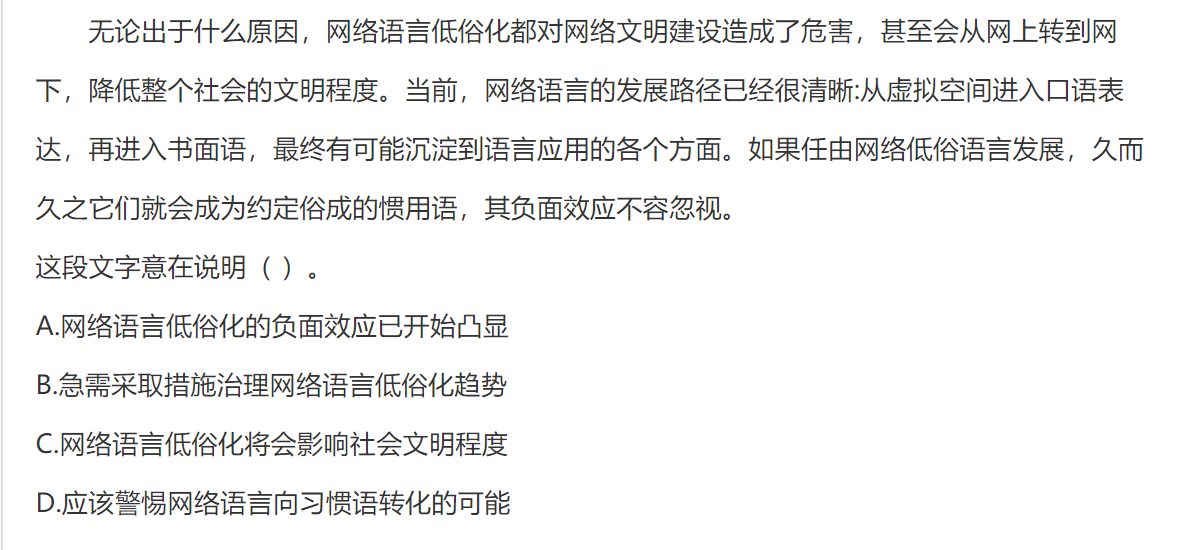 无论出于什么原因，网络语言低俗化都对网络文明建设造成了危害，甚至会从网上转到网
下，降低整个社会的文明程度。当前，网络语言的发展路径已经很清晰:从虚拟空间进入口语表
达，再进入书面语，最终有可能沉淀到语言应用的各个方面。如果任由网络低俗语言发展，久而
久之它们就会成为约定俗成的惯用语，其负面效应不容忽视。
这段文字意在说明（ ）。
A.网络语言低俗化的负面效应已开始凸显
B.急需采取措施治理网络语言低俗化趋势
C.网络语言低俗化将会影响社会文明程度
D.应该警惕网络语言向习惯语转化的可能